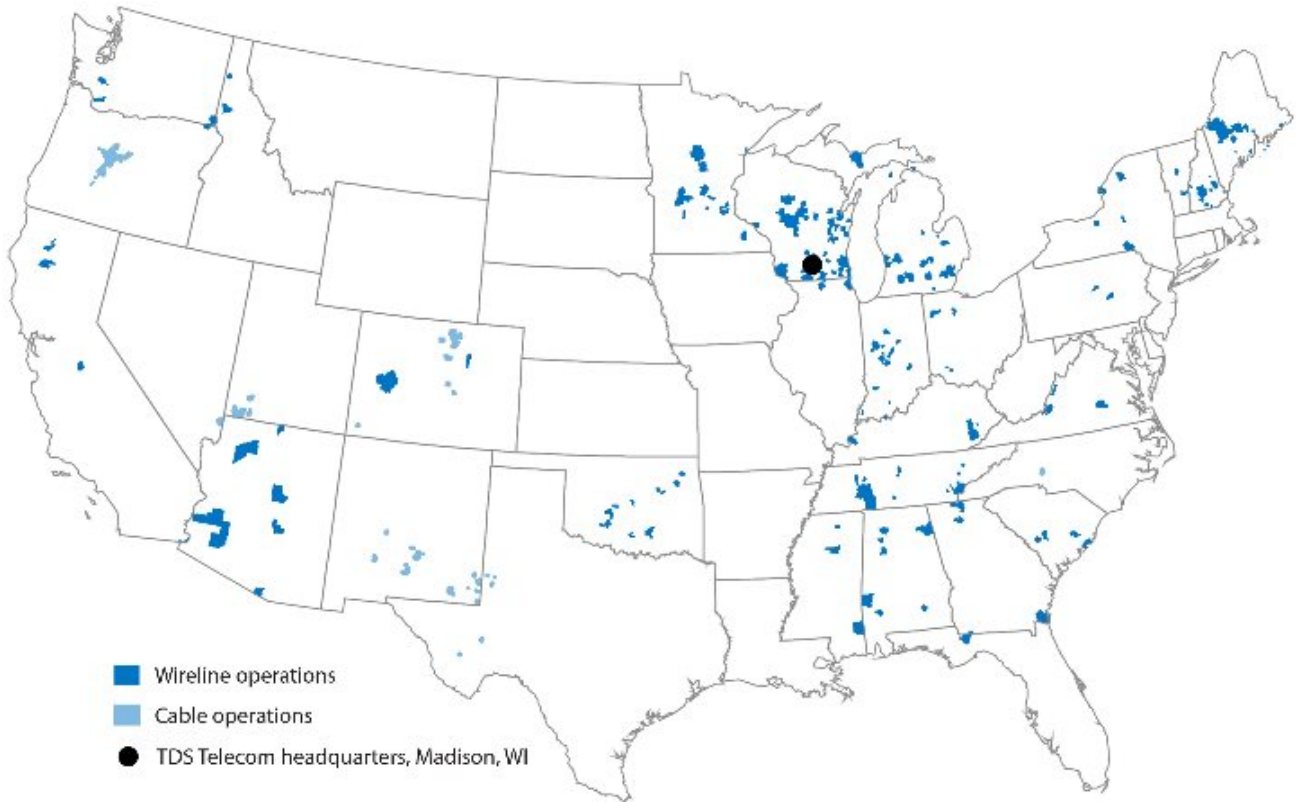 Wireline operations
Cable operations
TDS Telecom headquarters, Madison, WI